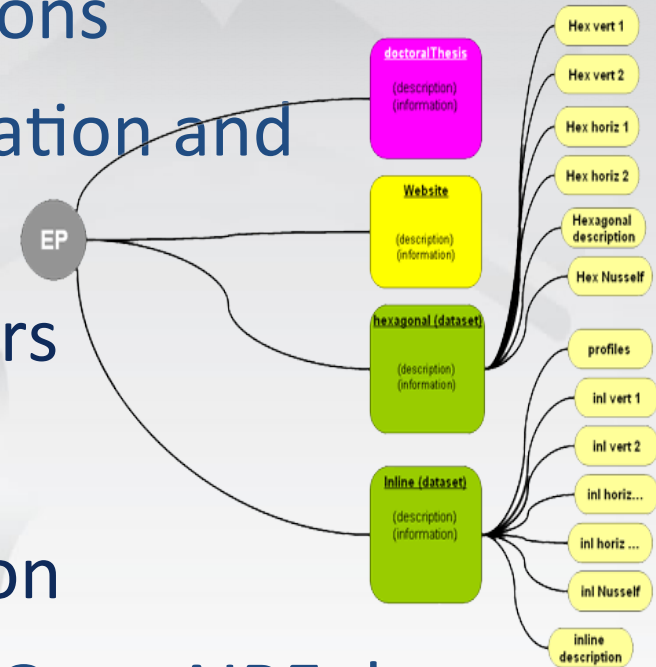 ons
ation and
rs
on
EP
doctoralThesis
(description)
(information)
Website
(description)
(information)
hexagonal (dataset)
(description)
(information)
Inline (dataset)
(description)
(information)
Hex vert 1
Hex vert 2
Hex horiz 1
Hex horiz 2
Hexagonal
description
Hex Nusself
profiles
inl vert 1
inl vert 2
inl horiz...
inl horiz ...
inl Nusself
inline
description